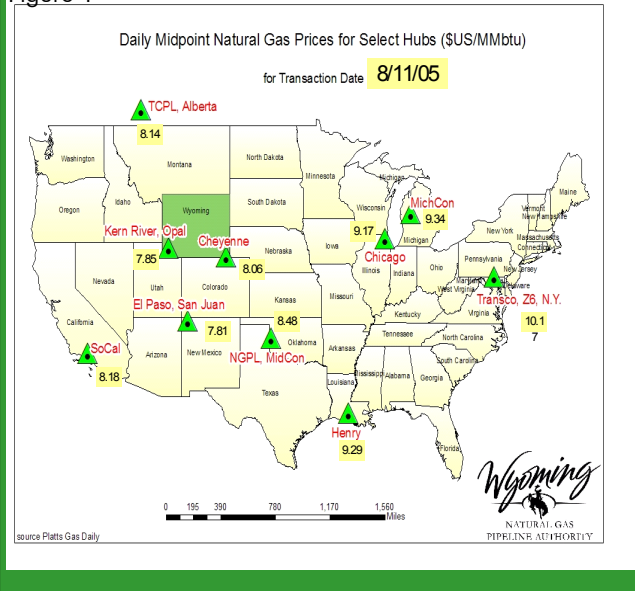 Daily Midpoint Natural Gas Prices for Select Hubs ($US/MMbtu)
for Transaction Date 8/11/05
TCPL, Alberta
8.14
Washington
Montana
North Dakota
Minnesota
Michigan
Maine
Oregon
Idaho
Wyoming
South Dakota
Wisconsin
MichCon
9.34
Vermont
New Hampshire
New York
Massachusetts
Connecticut
Kern River, Opal
7.85
Cheyenne
8.06
Nebraska
Iowa
9.17
Chicago
Michigan
Illinois
Indiana
Ohio
Pennsylvania
New Jersey
Delaware
West Virginia
Virginia
Nevada
Utah
Colorado
Kansas
Missouri
Kentucky
Transco, Z6, N.Y.
10.1
7
California
El Paso, San Juan
7.81
8.48
NGPL, MidCon
Oklahoma
Arkansas
Tennessee
North Carolina
South Carolina
SoCal
8.18
Arizona
New Mexico
Texas
Louisiana
Mississippi
Alabama
Georgia
Henry
9.29
Florida
0 195 390 780 1,170 1,560
Miles
source Platts Gas Daily
Wyoming
NATURAL GAS
PIPELINE AUTHORITY